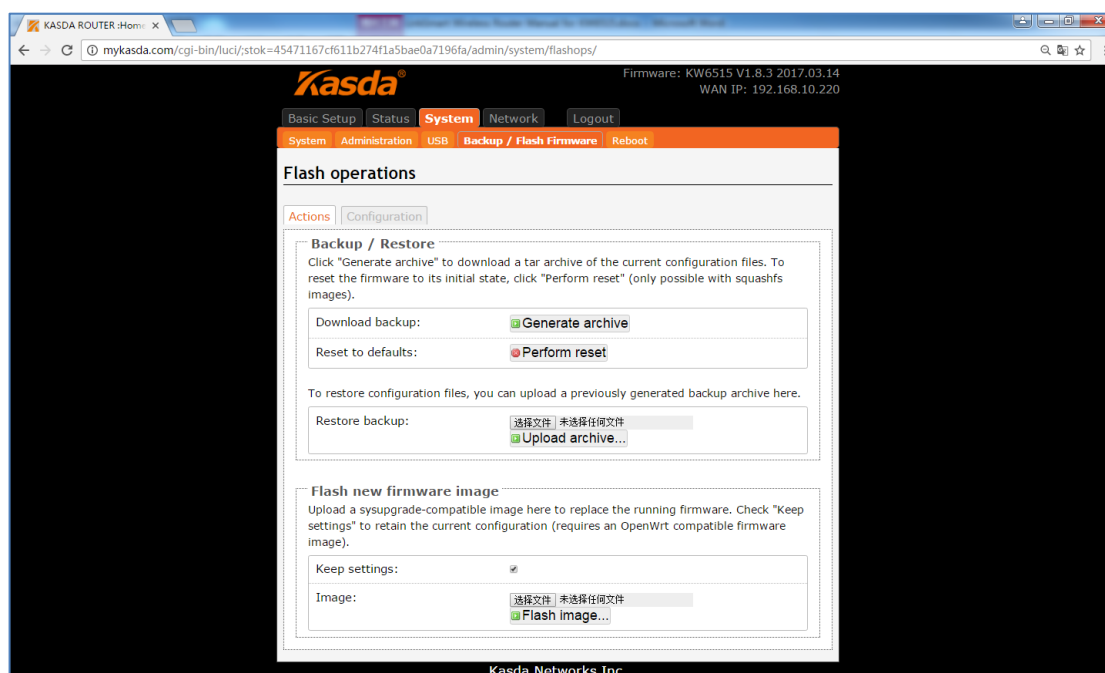 KASDA ROUTER :Home
mykasda.com/cgi-bin/luci/;stok=45471167cf611b274f1a5bae0a7196fa/admin/system/flashops/
Kasda®
Firmware: KW6515 V1.8.3 2017.03.14
WAN IP: 192.168.10.220
Basic Setup Status System Network Logout
System Administration USB Backup / Flash Firmware Reboot
Flash operations
Actions Configuration
Backup / Restore
Click "Generate archive" to download a tar archive of the current configuration files. To
reset the firmware to its initial state, click "Perform reset" (only possible with squashfs
images).
Download backup: Generate archive
Reset to defaults: Perform reset
To restore configuration files, you can upload a previously generated backup archive here.
Restore backup: 选择文件 未选择任何文件
Upload archive...
Flash new firmware image
Upload a sysupgrade-compatible image here to replace the running firmware. Check "Keep
settings" to retain the current configuration (requires an OpenWrt compatible firmware
image).
Keep settings:
Image: 选择文件 未选择任何文件
Flash image...
Kasda Networks Inc